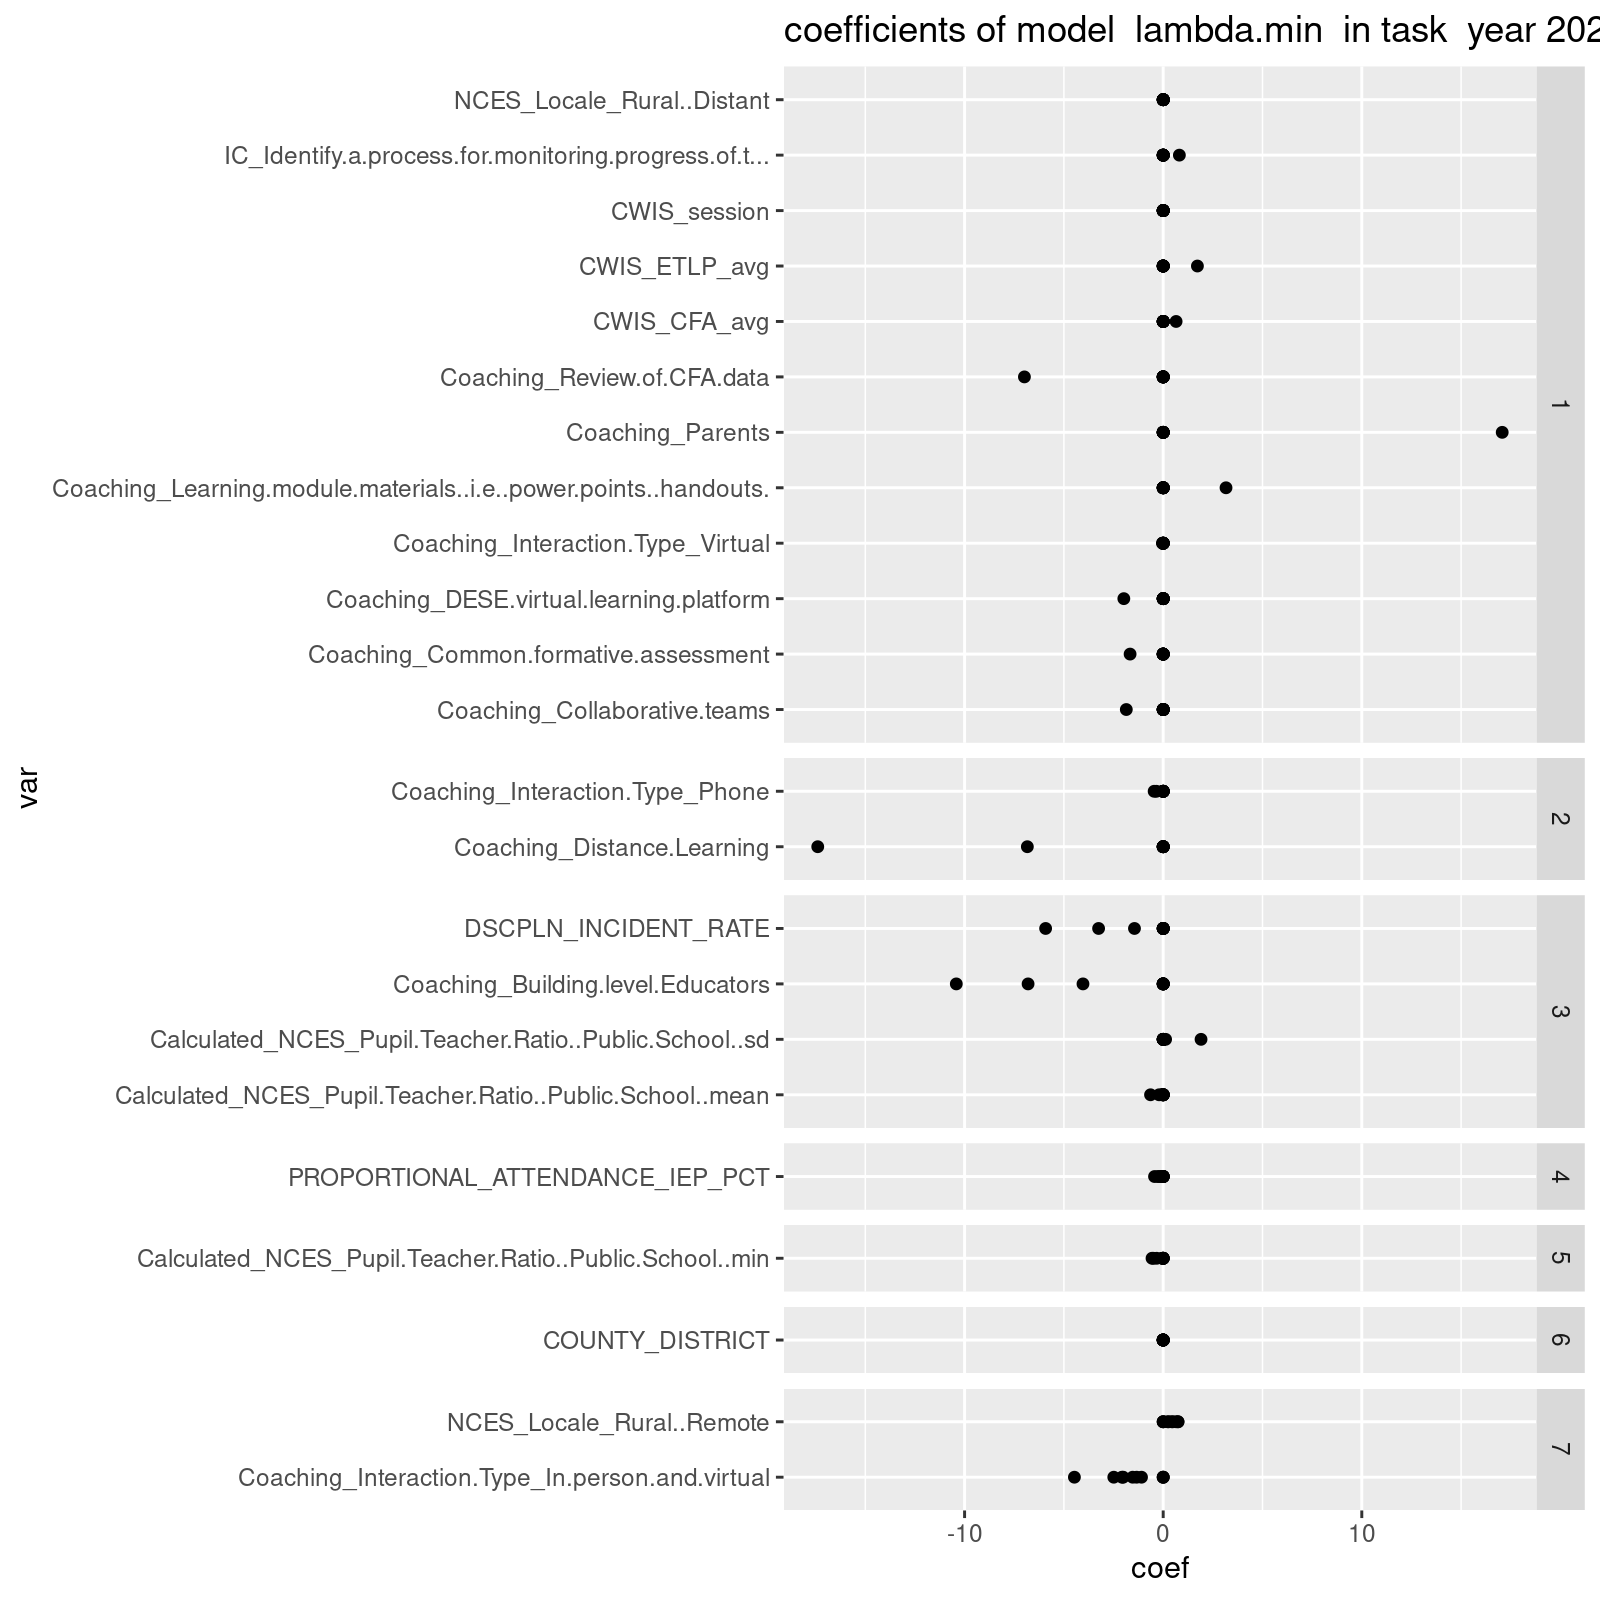 coefficients of model  lambda.min  in task  year 202
NCES_Locale_Rural..Distant
IC_Identify.a.process.for.monitoring.progress.of.t...
CWIS_session
CWIS_ETLP_avg
CWIS_CFA_avg
Coaching_Review.of.CFA.data
Coaching_Parents
Coaching_Learning.module.materials..i.e..power.points..handouts.
Coaching_Interaction.Type_Virtual
Coaching_DESE.virtual.learning.platform
Coaching_Common.formative.assessment
Coaching_Collaborative.teams
1
Coaching_Interaction.Type_Phone
Coaching_Distance.Learning
2
DSCPLN_INCIDENT_RATE
Coaching_Building.level.Educators
Calculated_NCES_Pupil.Teacher.Ratio..Public.School..sd
Calculated_NCES_Pupil.Teacher.Ratio..Public.School..mean
3
PROPORTIONAL_ATTENDANCE_IEP_PCT
4
Calculated_NCES_Pupil.Teacher.Ratio..Public.School..min
5
COUNTY_DISTRICT
6
NCES_Locale_Rural..Remote
Coaching_Interaction.Type_In.person.and.virtual
7
var
-10 0 10
coef